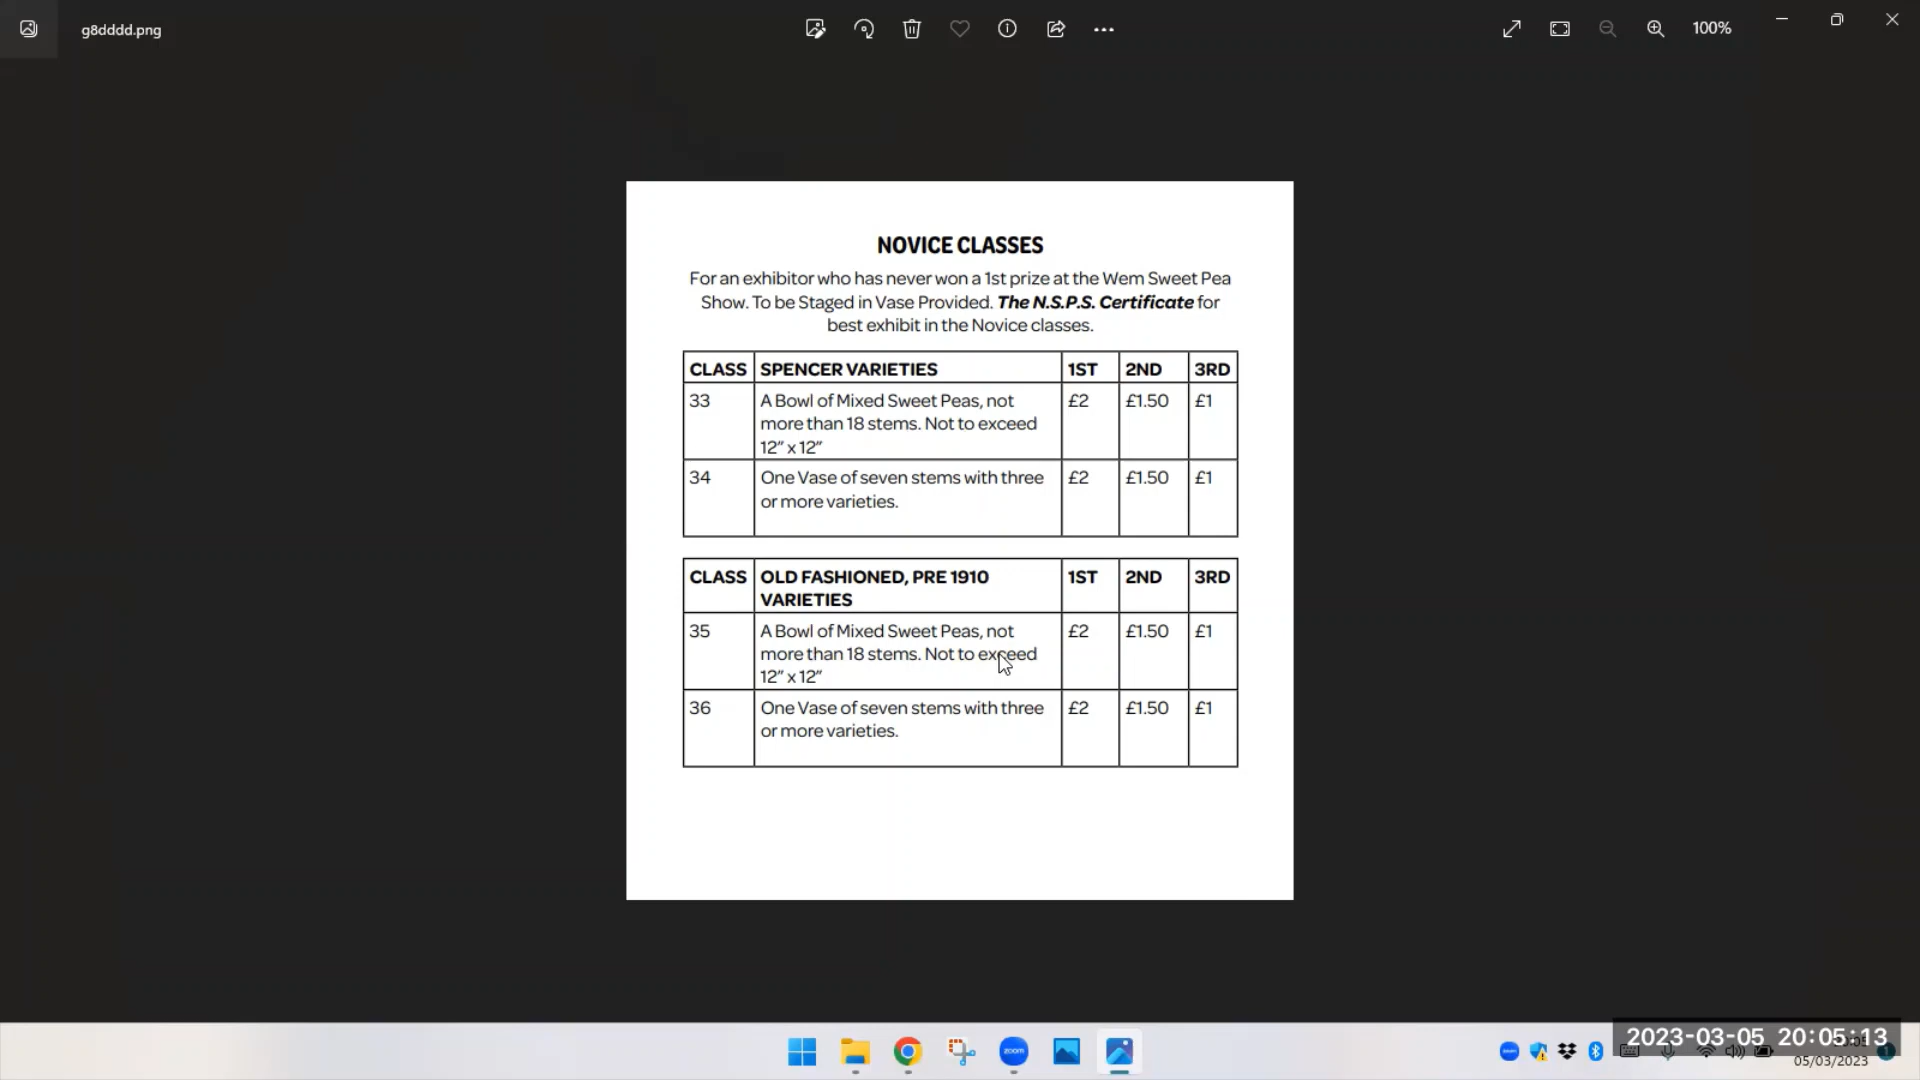 g8dddd.png
100%
NOVICE CLASSES
For an exhibitor who has never won a 1st prize at the Wem Sweet Pea
Show. To be Staged in Vase Provided. The N.S.P.S. Certificate for
best exhibit in the Novice classes.
CLASS SPENCER VARIETIES 1ST 2ND 3RD
33 A Bowl of Mixed Sweet Peas, not £2 £1.50 £1
more than 18 stems. Not to exceed
12” x 12”
34 One Vase of seven stems with three £2 £1.50 £1
or more varieties.
CLASS OLD FASHIONED, PRE 1910 1ST 2ND 3RD
VARIETIES
35 A Bowl of Mixed Sweet Peas, not £2 £1.50 £1
more than 18 stems. Not to exceed
12” x 12”
36 One Vase of seven stems with three £2 £1.50 £1
or more varieties.
zoom
2023-03-05 20:05:13
05/03/2023
1